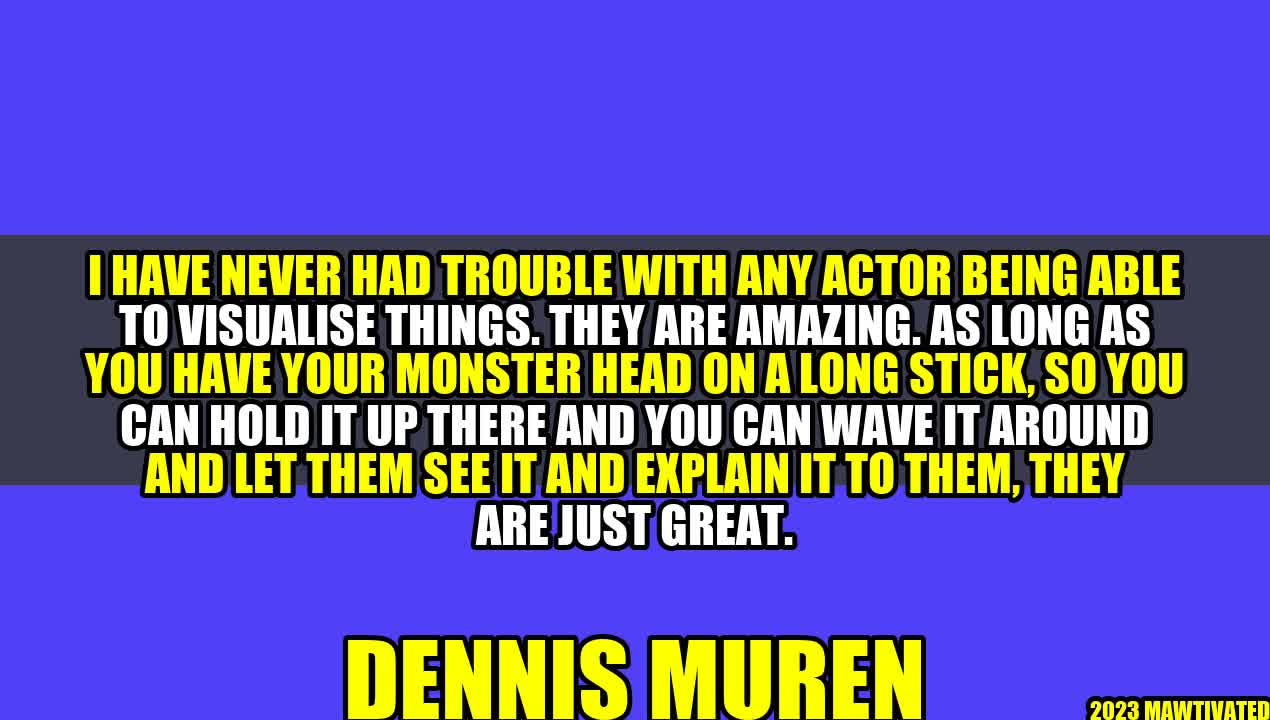 I HAVE NEVER HAD TROUBLE WITH ANY ACTOR BEING ABLE
TO VISUALISE THINGS. THEY ARE AMAZING. AS LONG AS
YOU HAVE YOUR MONSTER HEAD ON A LONG STICK, SO YOU
CAN HOLD IT UP THERE AND YOU CAN WAVE IT AROUND
AND LET THEM SEE IT AND EXPLAIN IT TO THEM, THEY
ARE JUST GREAT.
DENNIS MUREN
2023 MAWTIVATED